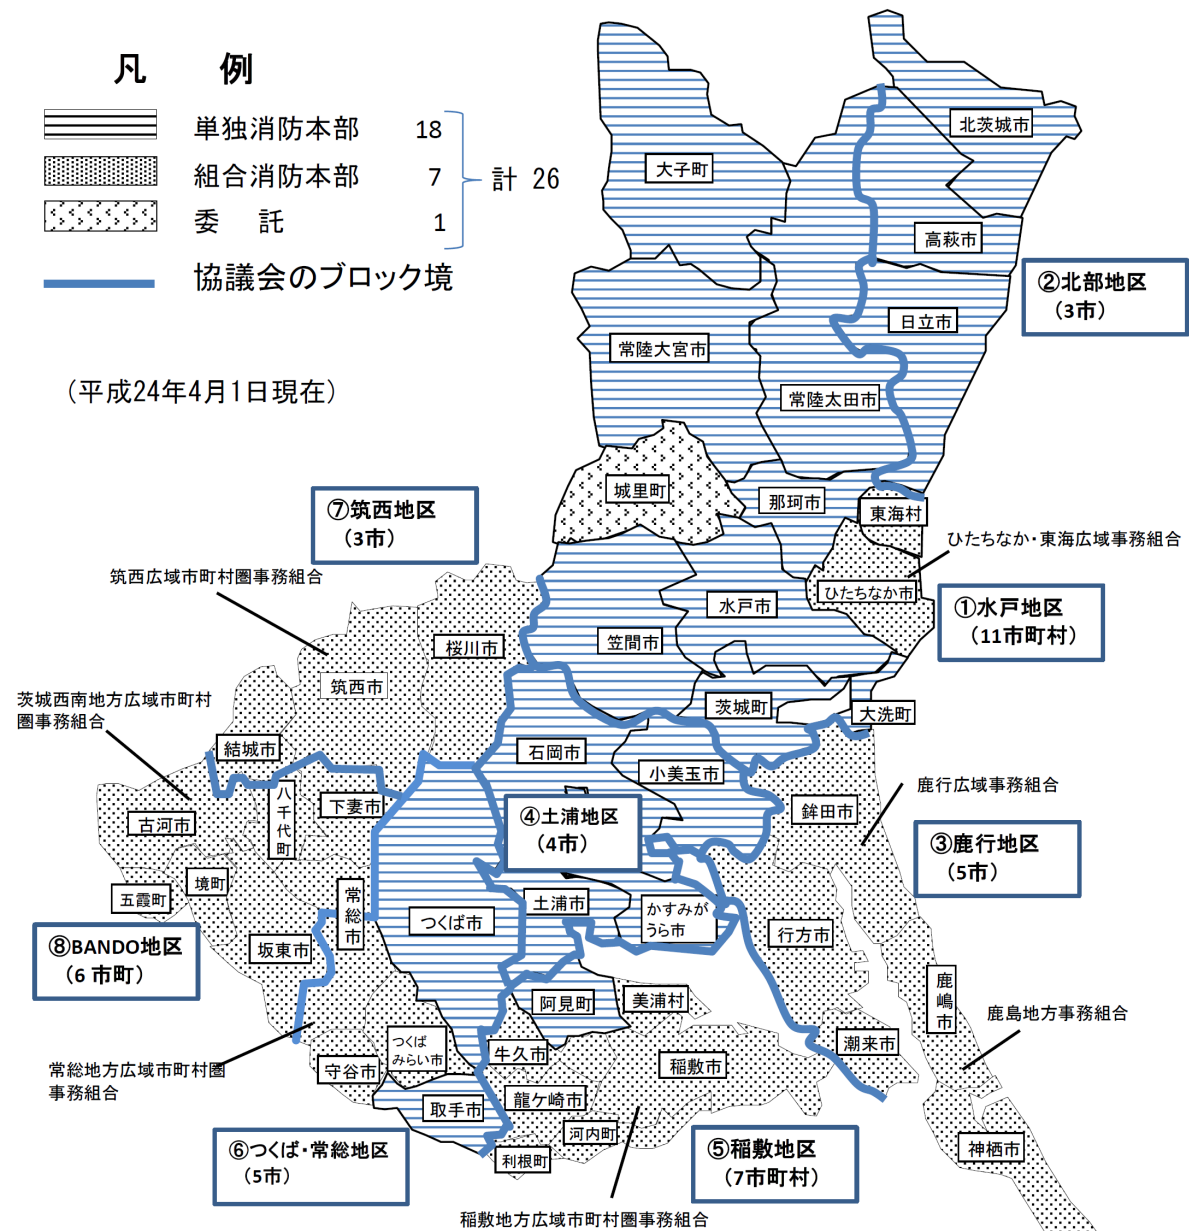 凡 例
単独消防本部 18
組合消防本部 7
委 託 1
計 26
協議会のブロック境
（平成24年4月1日現在）
北茨城市
大子町
高萩市
②北部地区
（3市）
日立市
常陸大宮市
常陸太田市
城里町
那珂市
東海村
⑦筑西地区
（3市）
ひたちなか・東海広域事務組合
筑西広域市町村圏事務組合
ひたちなか市
水戸市
①水戸地区
（11市町村）
笠間市
桜川市
筑西市
茨城西南地方広域市町村
圏事務組合
茨城町
大洗町
結城市
石岡市
小美玉市
鹿行広域事務組合
下妻市
八千代町
鉾田市
古河市
④土浦地区
（4市）
③鹿行地区
（5市）
境町
五霞町
常総市
土浦市
かすみが
うら市
つくば市
行方市
坂東市
⑧BANDO地区
（6 市町）
鹿嶋市
美浦村
阿見町
鹿島地方事務組合
つくば
みらい市
牛久市
潮来市
稲敷市
守谷市
常総地方広域市町村圏
事務組合
龍ケ崎市
取手市
河内町
⑥つくば・常総地区
（5市）
⑤稲敷地区
（7市町村）
利根町
神栖市
稲敷地方広域市町村圏事務組合